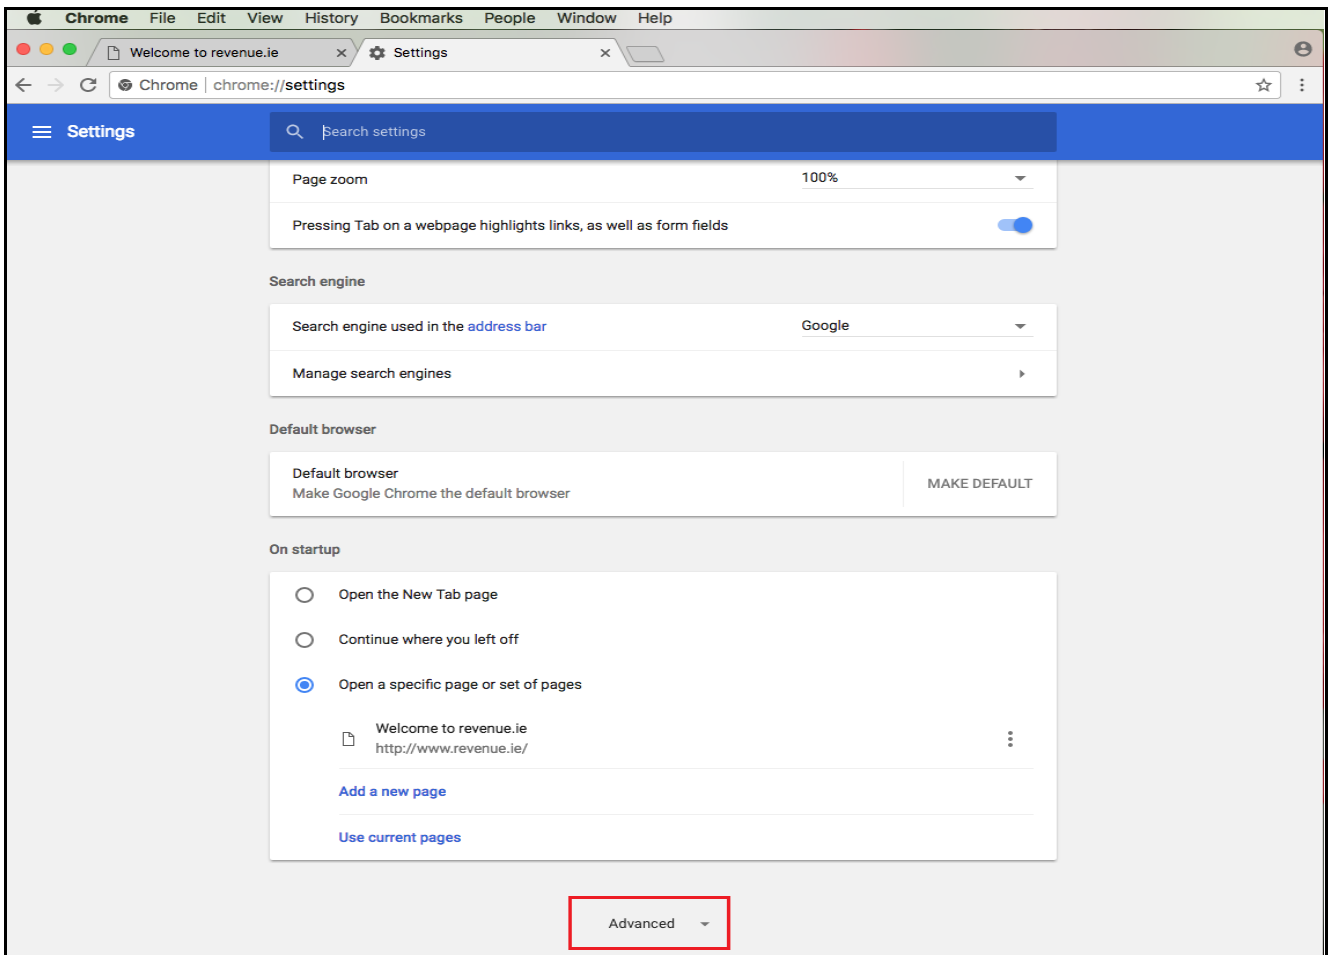 Chrome File Edit View History Bookmarks People Window Help
Welcome to revenue.ie Settings
Chrome chrome://settings
Settings Search settings
Page zoom 100%
Pressing Tab on a webpage highlights links, as well as form fields
Search engine
Search engine used in the address bar Google
Manage search engines
Default browser
Default browser
Make Google Chrome the default browser
MAKE DEFAULT
On startup
Open the New Tab page
Continue where you left off
Open a specific page or set of pages
Welcome to revenue.ie
http://www.revenue.ie/
Add a new page
Use current pages
Advanced